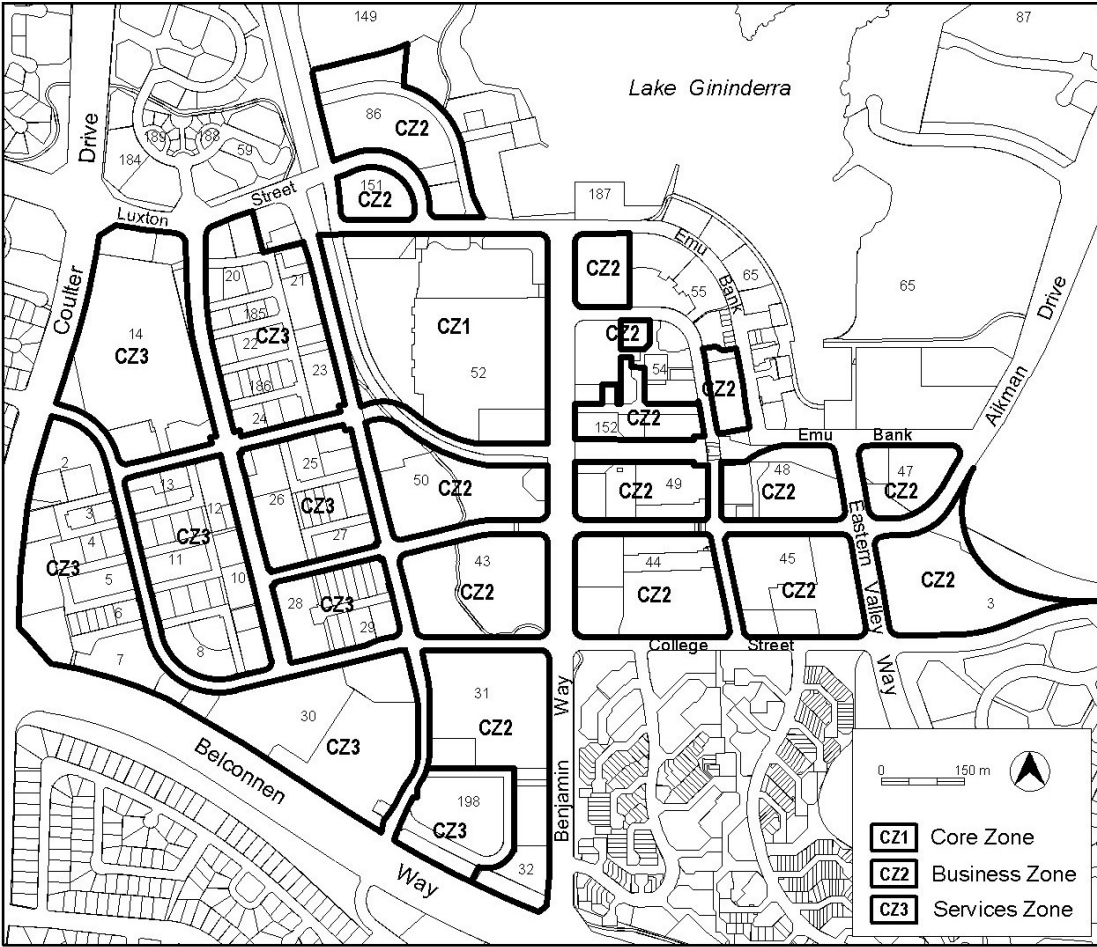 149
87
Lake Gininderra
86
CZ2
Drive
189
188
59
184
151
CZ2
187
Street
Luxton
Emu
Bank
65
65
20
21
CZ2
55
Coulter
185
14
CZ3
CZ3
22
23
CZ1
52
CZ2
Drive
186
24
54
CZ2
CZ2
152
Aikman
Emu
Bank
2
13
25
50
CZ2
CZ2
49
48
CZ2
47
CZ2
3
12
26
CZ3
CZ3
4
CZ3
5
11
27
Eastern
Valley
Way
10
43
CZ2
44
CZ2
45
CZ2
CZ2
3
6
28
CZ3
29
7
8
College
Street
30
CZ3
31
CZ2
Benjamin
Way
Belconnen
Way
198
CZ3
32
0
150 m
CZ1
Core Zone
CZ2
Business Zone
CZ3
Services Zone